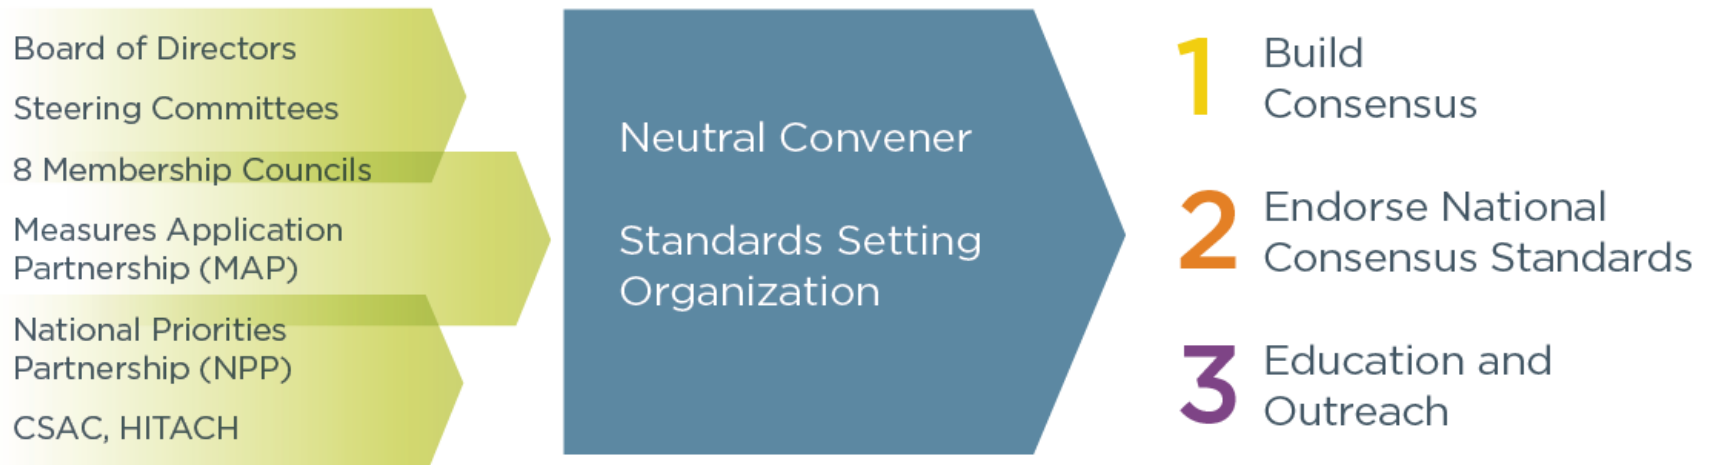 Board of Directors
Steering Committees
8 Membership Councils
Measures Application
Partnership (MAP)
National Priorities
Partnership (NPP)
CSAC, HITACH
Neutral Convener
Standards Setting
Organization
1 Build
Consensus
2 Endorse National
Consensus Standards
3 Education and
Outreach